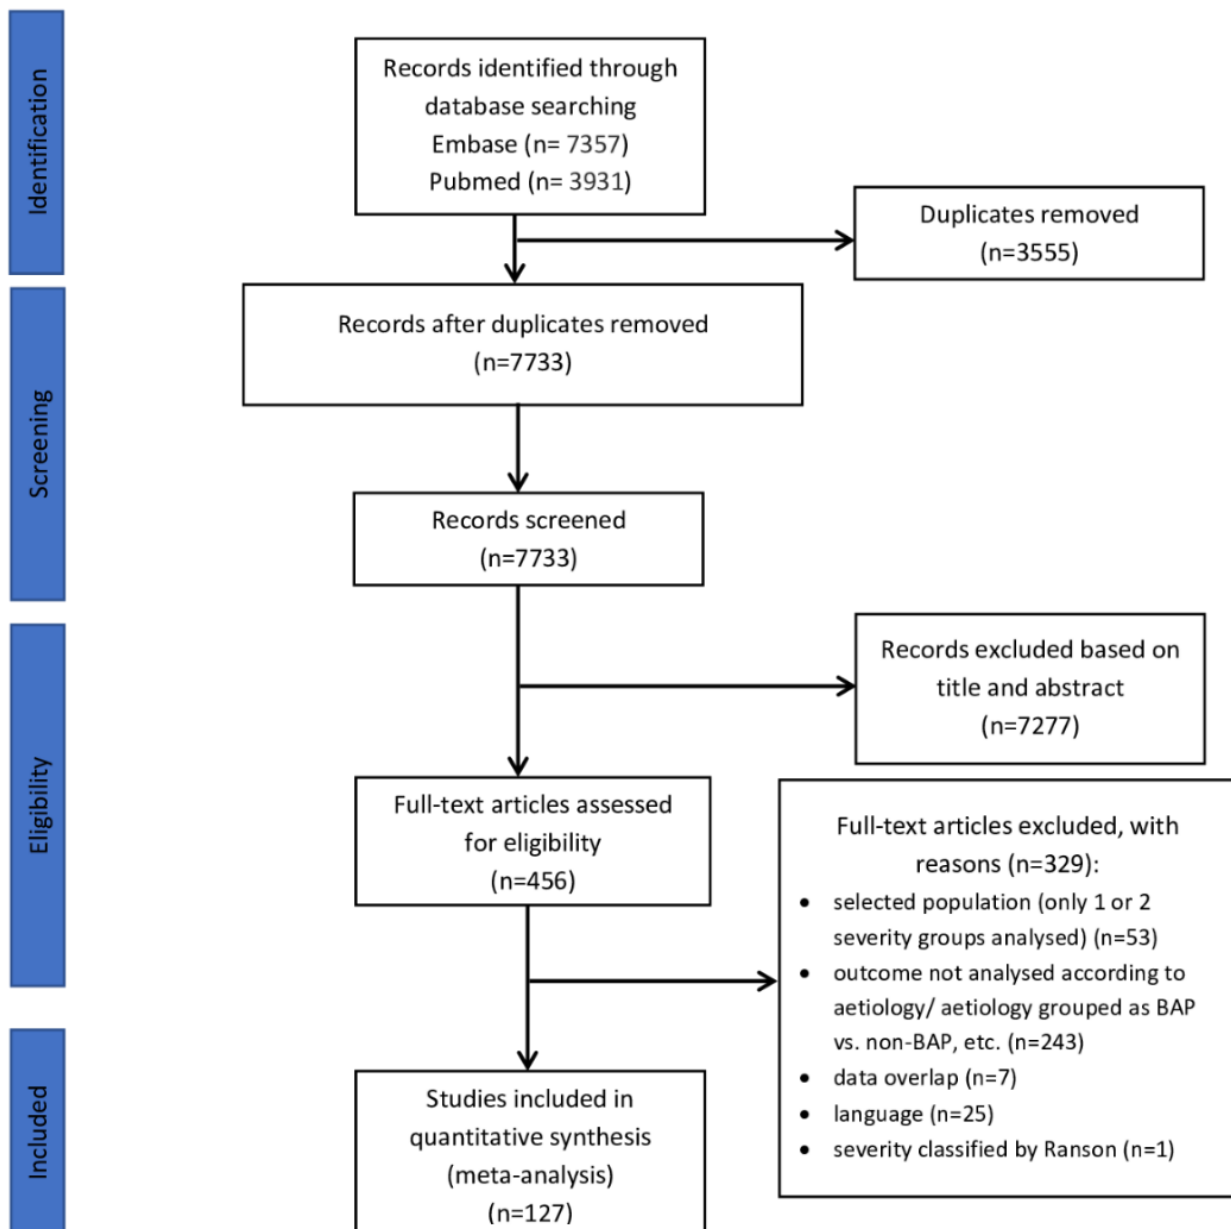 Identification
Records identified through
database searching
Embase (n= 7357)
Pubmed (n= 3931)
Duplicates removed
(n=3555)
Screening
Records after duplicates removed
(n=7733)
Records screened
(n=7733)
Eligibility
Records excluded based on
title and abstract
(n=7277)
Full-text articles assessed
for eligibility
(n=456)
Full-text articles excluded, with
reasons (n=329):
• selected population (only 1 or 2
severity groups analysed) (n=53)
• outcome not analysed according to
aetiology/ aetiology grouped as BAP
vs. non-BAP, etc. (n=243)
• data overlap (n=7)
• language (n=25)
• severity classified by Ranson (n=1)
Included
Studies included in
quantitative synthesis
(meta-analysis)
(n=127)